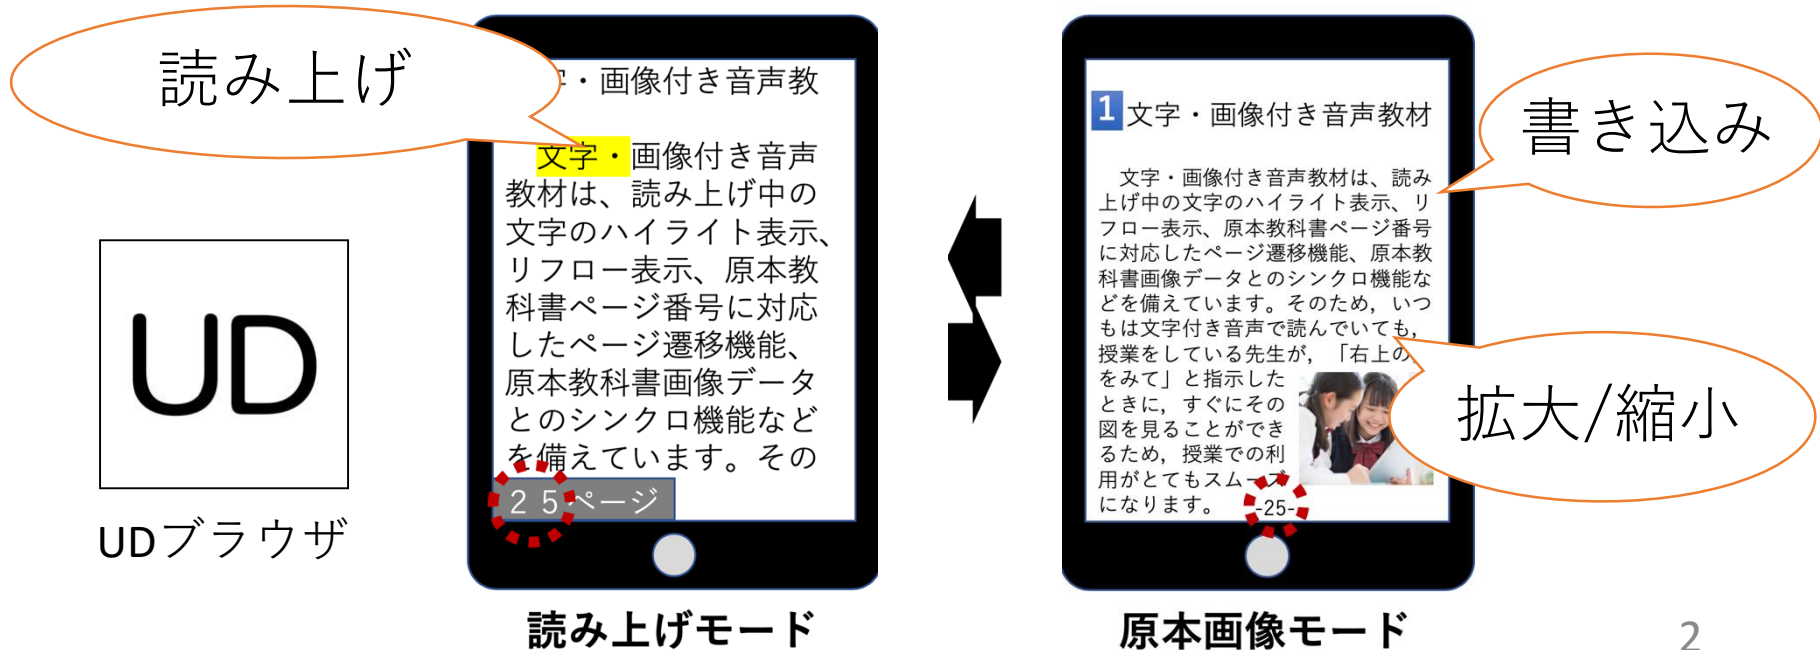 読み上げ
UD
UDブラウザ
・画像付き音声教
文字・画像付き音声
教材は、読み上げ中の
文字のハイライト表示、
リフロー表示、原本教
科書ページ番号に対応
したページ遷移機能、
原本教科書画像データ
とのシンクロ機能など
を備えています。その
２５ページ
読み上げモード
1 文字・画像付き音声教材
文字・画像付き音声教材は、読み
上げ中の文字のハイライト表示、リ
フロー表示、原本教科書ページ番号
に対応したページ遷移機能、原本教
科書画像データとのシンクロ機能な
どを備えています。そのため，いつ
もは文字付き音声で読んでいても，
授業をしている先生が，「右上の
をみて」と指示した
ときに，すぐにその
図を見ることができ
るため，授業での利
用がとてもスムーズ
になります。
-25-
原本画像モード
書き込み
拡大/縮小
2